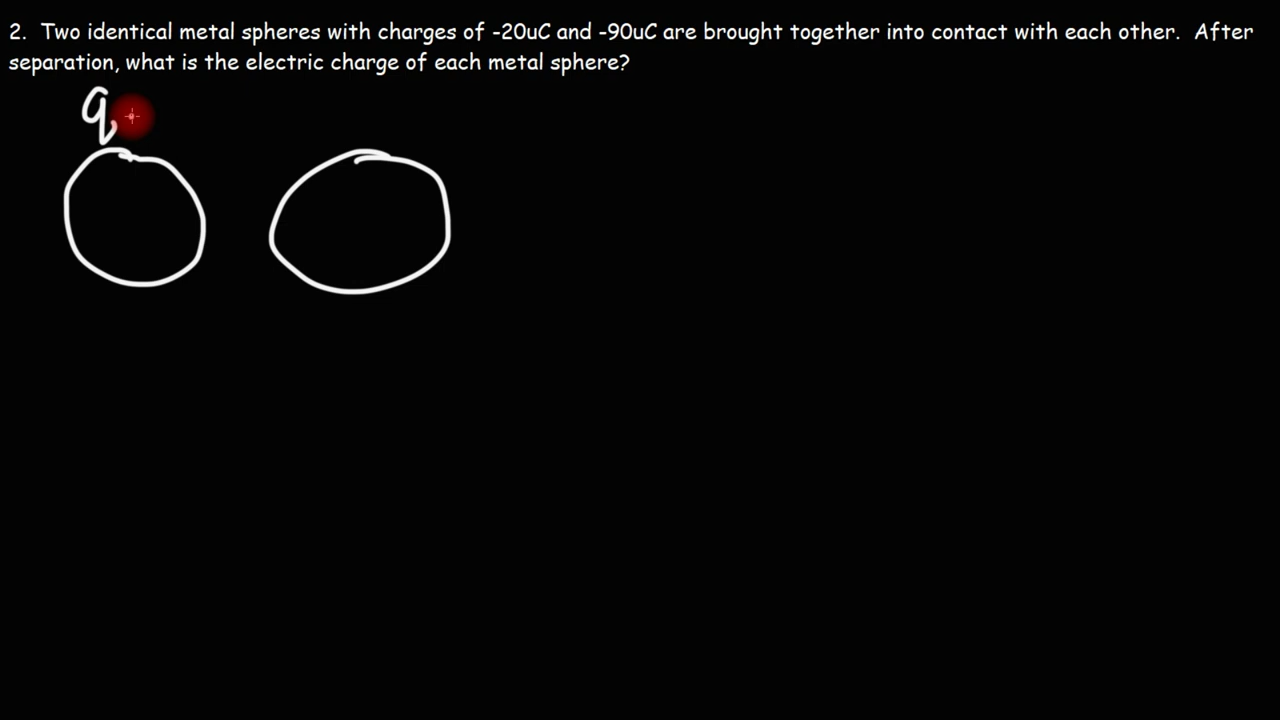 2. Two identical metal spheres with charges of -20uC and -90uC are brought together into contact with each other. After
separation, what is the electric charge of each metal sphere?
q